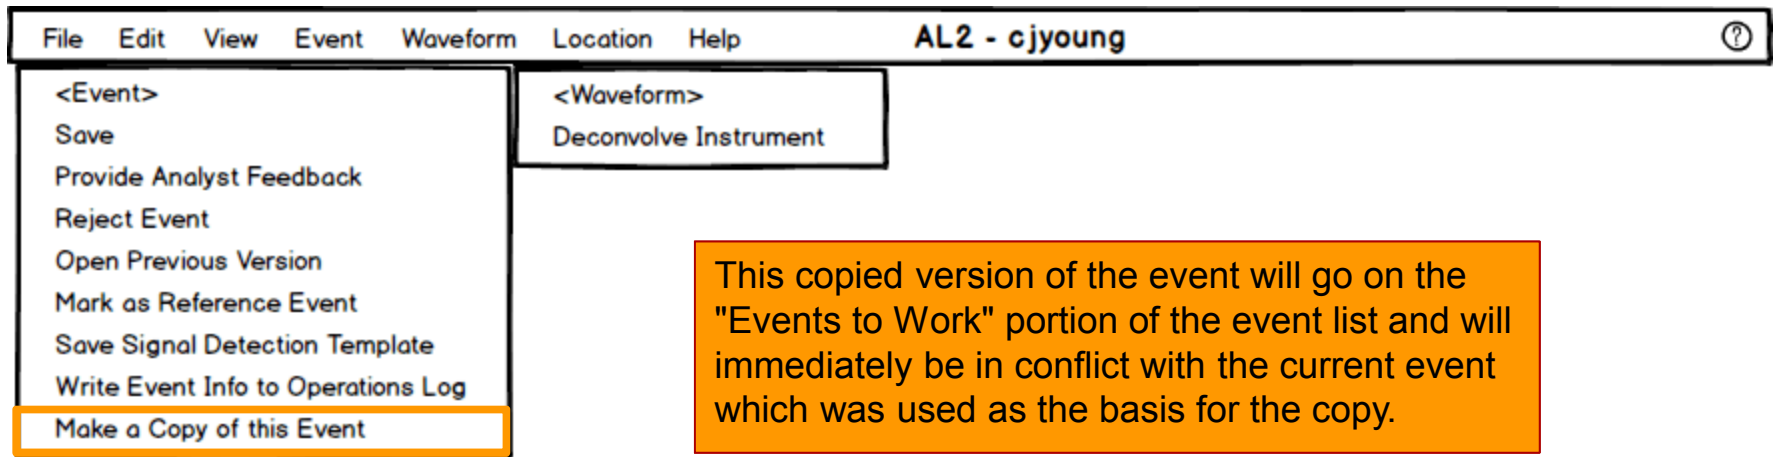 File Edit View Event Waveform Location Help AL2 - cjyoung ?
<Event>
Save
Provide Analyst Feedback
Reject Event
Open Previous Version
Mark as Reference Event
Save Signal Detection Template
Write Event Info to Operations Log
Make a Copy of this Event
<Waveform>
Deconvolve Instrument
This copied version of the event will go on the
"Events to Work" portion of the event list and will
immediately be in conflict with the current event
which was used as the basis for the copy.